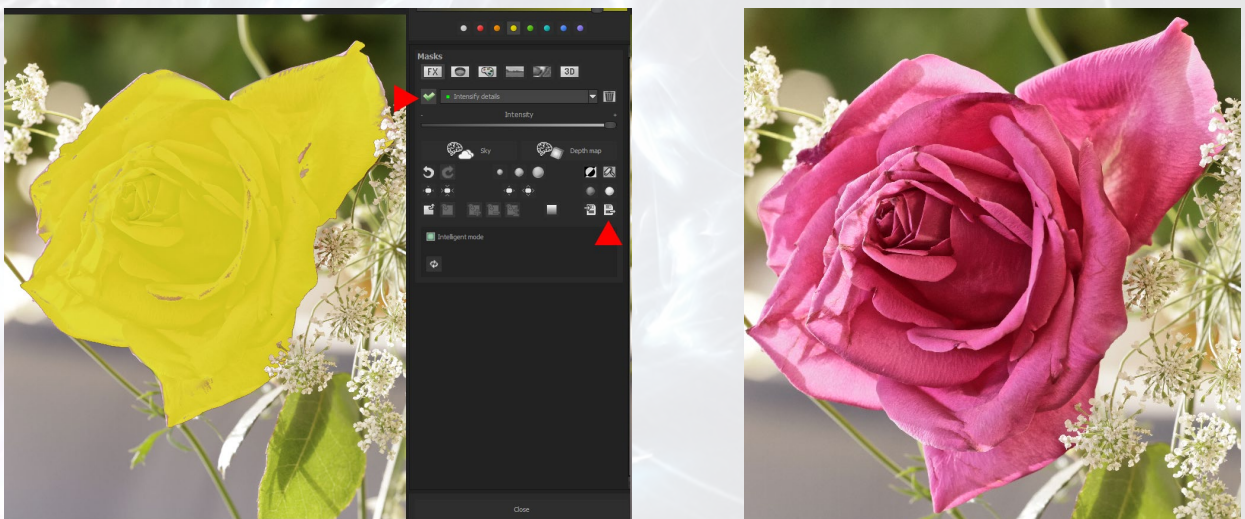 Masks
FX
3D
Intensify details
- Intensity +
Sky
Depth map
Intelligent mode
Close